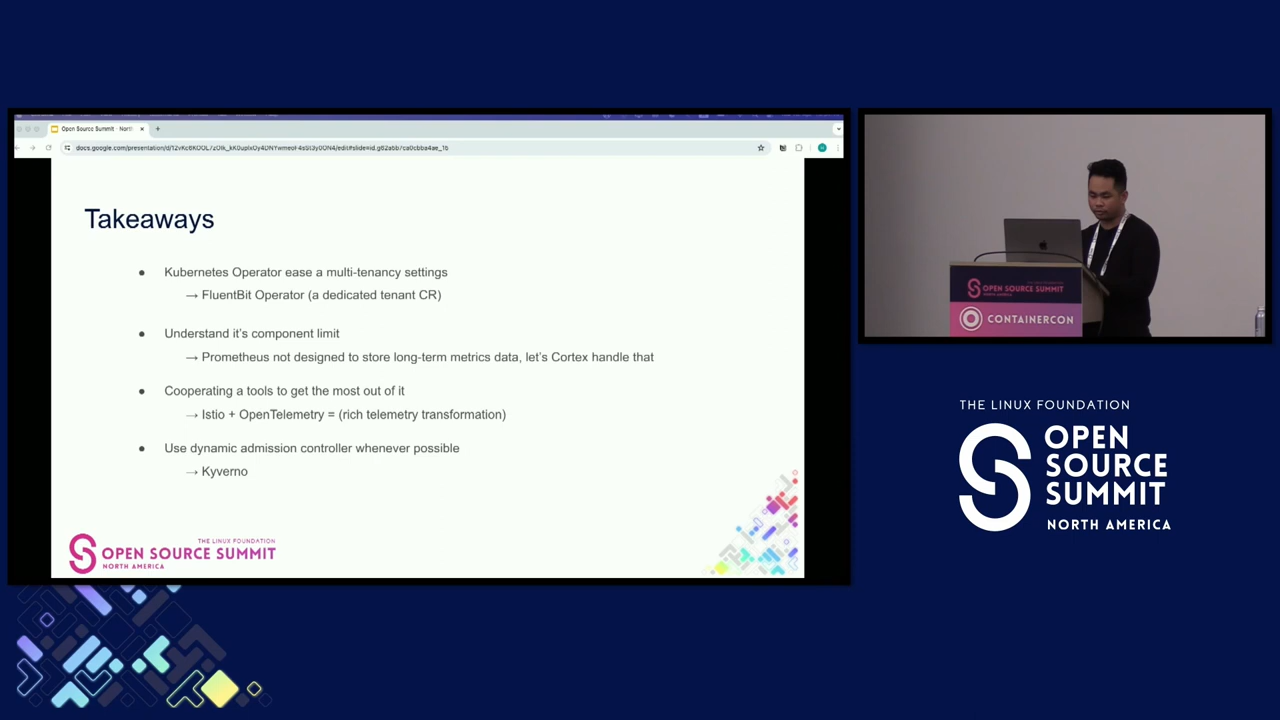 Open Source Summit - North
Takeaways
● Kubernetes Operator ease a multi-tenancy settings
→ FluentBit Operator (a dedicated tenant CR)
● Understand it's component limit
→ Prometheus not designed to store long-term metrics data, let's Cortex handle that
● Cooperating a tools to get the most out of it
→ Istio + OpenTelemetry = (rich telemetry transformation)
● Use dynamic admission controller whenever possible
→ Kyverno
THE LINUX FOUNDATION
OPEN SOURCE SUMMIT
NORTH AMERICA
OPEN SOURCE SUMMIT
NORTH AMERICA
CONTAINERCON
THE LINUX FOUNDATION
OPEN
SOURCE
SUMMIT
NORTH AMERICA